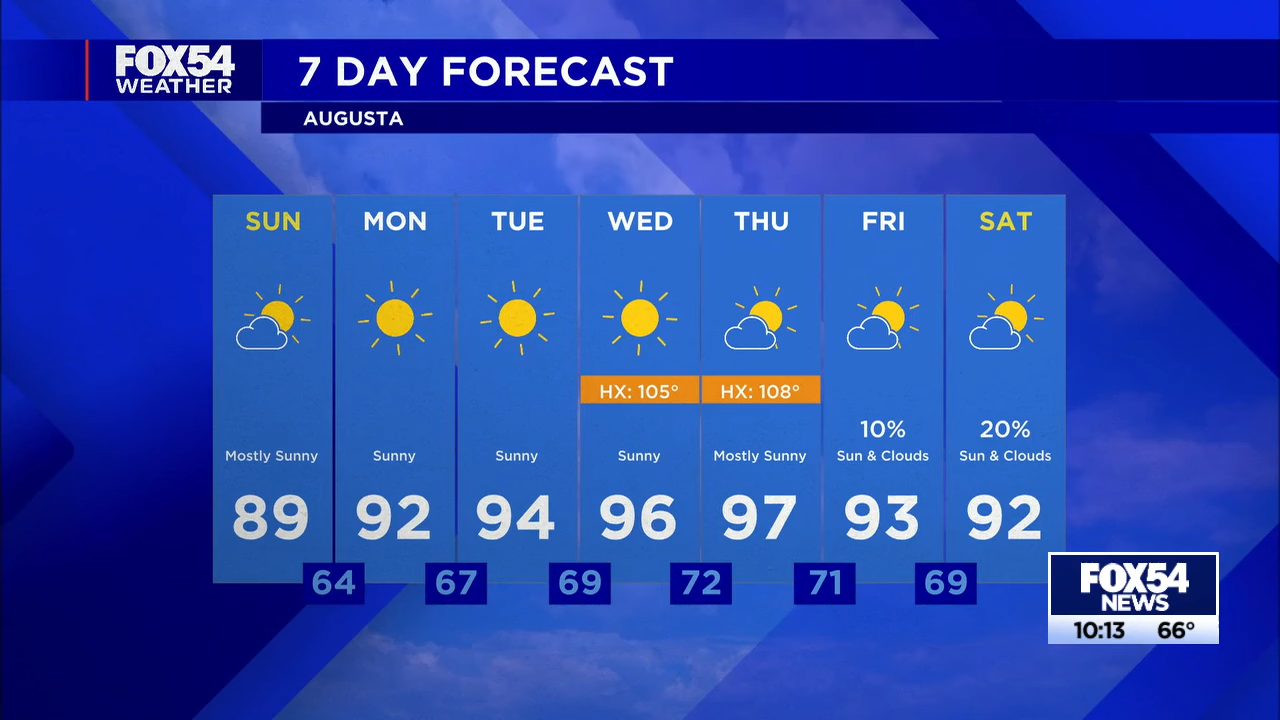 FOX54
WEATHER
7 DAY FORECAST
AUGUSTA
SUN MON TUE WED THU FRI SAT
HX: 105° HX: 108°
10% 20%
Mostly Sunny Sunny Sunny Sunny Mostly Sunny Sun & Clouds Sun & Clouds
89 92 94 96 97 93 92
64 67 69 72 71 69
FOX54
NEWS
10:13 66°